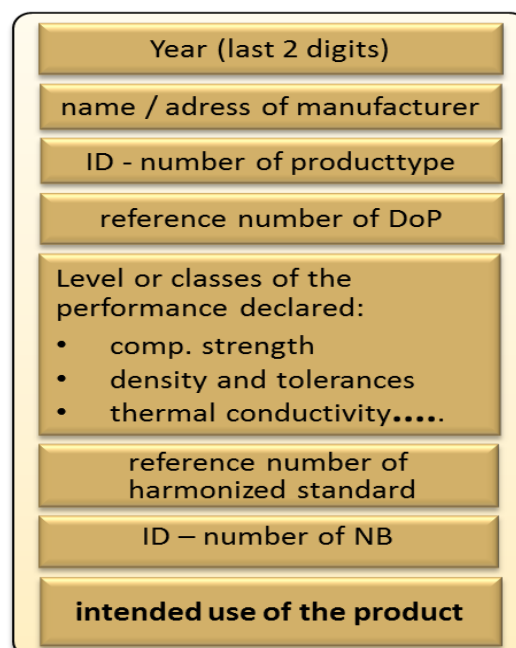 Year (last 2 digits)
name / adress of manufacturer
ID - number of producttype
reference number of DoP
Level or classes of the
performance declared:
• comp. strength
• density and tolerances
• thermal conductivity.....
reference number of
harmonized standard
ID – number of NB
intended use of the product